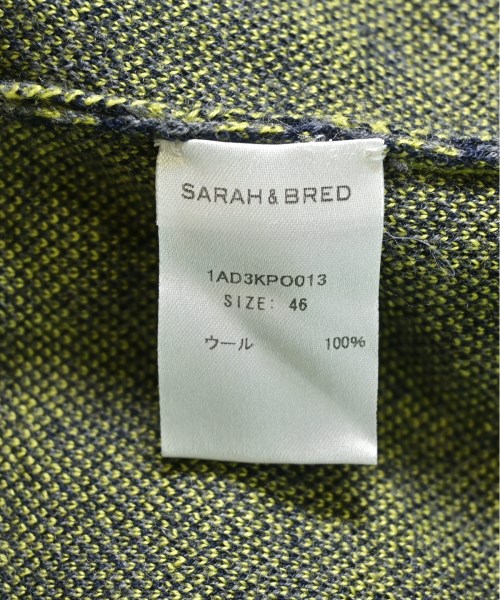 SARAH & BRED
1AD3KPO013
SIZE: 46
ウール 100%